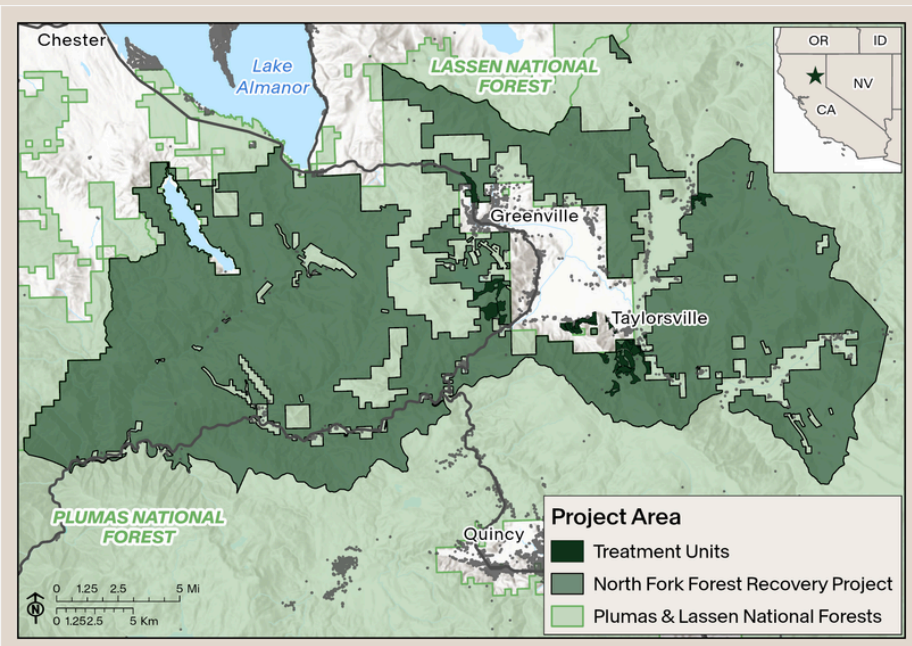 Chester
Lake
Almanor
LASSEN NATIONAL
FOREST
OR
ID
NV
CA
Greenville
Taylorsville
PLUMAS NATIONAL
FOREST
Quincy
0 1.25 2.5 5 Mi
0 1.252.5 5 Km
N
Project Area
Treatment Units
North Fork Forest Recovery Project
Plumas & Lassen National Forests